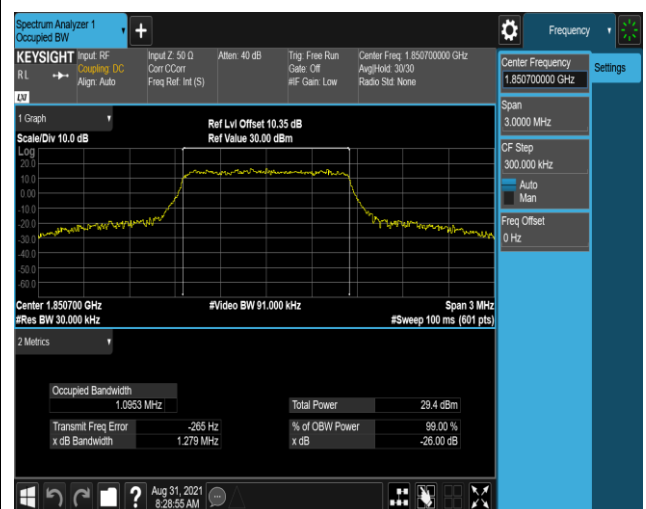 Spectrum Analyzer 1
Occupied BW
+
Frequency
KEYSIGHT
RL
LXI
Input: RF
Coupling: DC
Align: Auto
Input Z: 50 Ω
Corr CCorr
Freq Ref: Int (S)
Atten: 40 dB
Trig: Free Run
Gate: Off
#IF Gain: Low
Center Freq: 1.850700000 GHz
Avg|Hold: 30/30
Radio Std: None
Center Frequency
1.850700000 GHz
Settings
Span
3.0000 MHz
CF Step
300.000 kHz
Auto
Man
Freq Offset
0 Hz
1 Graph
Scale/Div 10.0 dB
Ref Lvl Offset 10.35 dB
Ref Value 30.00 dBm
Log
20.0
10.0
0.00
-10.0
-20.0
-30.0
-40.0
-50.0
-60.0
Center 1.850700 GHz
#Video BW 91.000 kHz
Span 3 MHz
#Res BW 30.000 kHz
#Sweep 100 ms (601 pts)
2 Metrics
Occupied Bandwidth
1.0953 MHz
Total Power 29.4 dBm
Transmit Freq Error -265 Hz
% of OBW Power 99.00 %
x dB Bandwidth 1.279 MHz
x dB -26.00 dB
?
Aug 31, 2021
8:28:55 AM